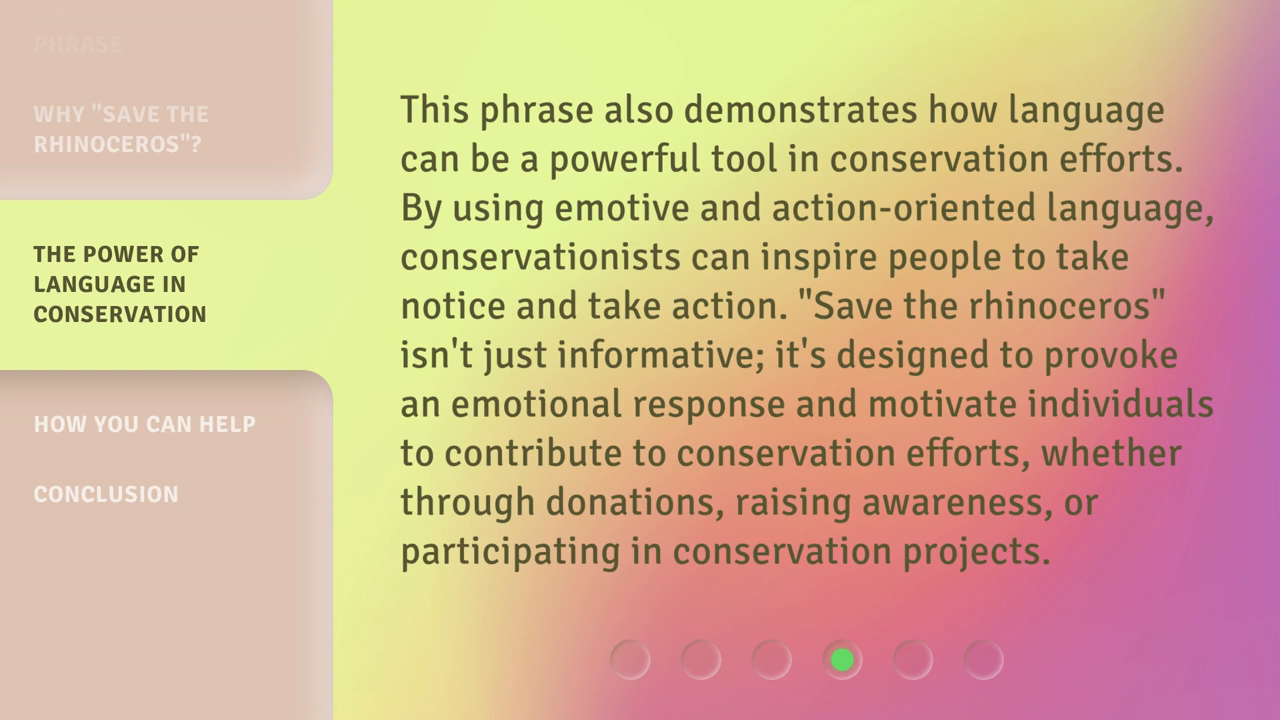 PHRASE
WHY "SAVE THE
RHINOCEROS"?
THE POWER OF
LANGUAGE IN
CONSERVATION
HOW YOU CAN HELP
CONCLUSION
This phrase also demonstrates how language
can be a powerful tool in conservation efforts.
By using emotive and action-oriented language,
conservationists can inspire people to take
notice and take action. "Save the rhinoceros"
isn't just informative; it's designed to provoke
an emotional response and motivate individuals
to contribute to conservation efforts, whether
through donations, raising awareness, or
participating in conservation projects.